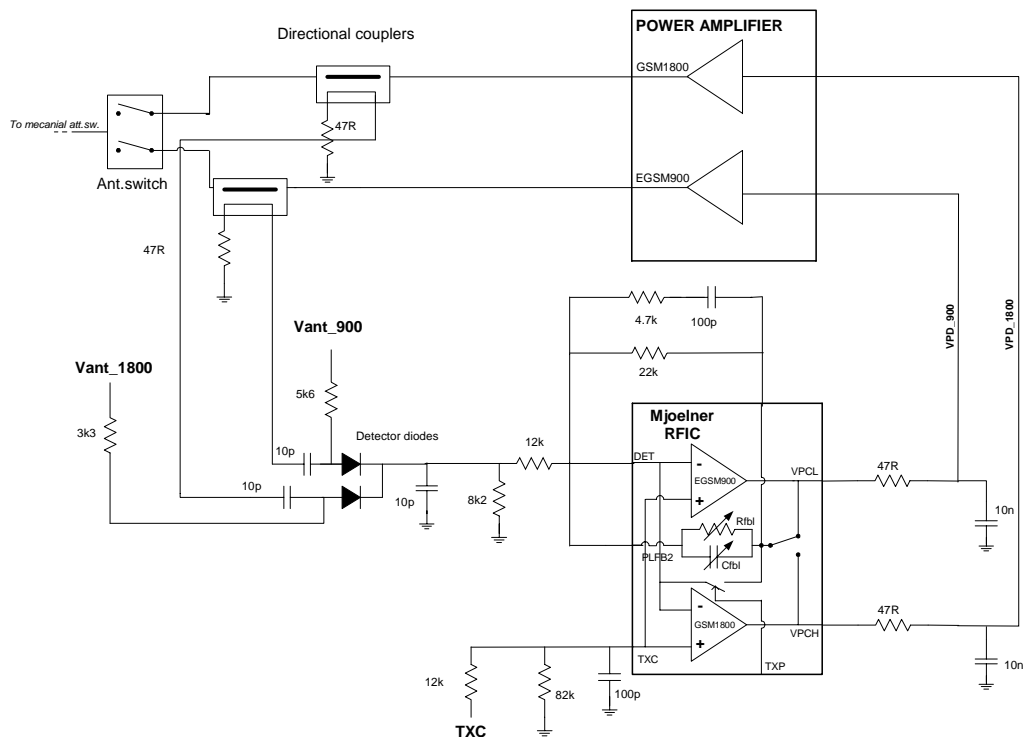 POWER AMPLIFIER
Directional couplers
GSM1800
To mecanial att.sw.
47R
Ant.switch
EGSM900
47R
4.7k
100p
Vant_900
VPD_900
VPD_1800
Vant_1800
22k
5k6
Mjoelner
RFIC
3k3
Detector diodes
12k
10p
DET
-
EGSM900
+
VPCL
47R
10p
10p
8k2
10n
Rfbl
PLFB2
Cfbl
-
GSM1800
+
VPCH
47R
TXC
TXP
10n
12k
82k
100p
TXC